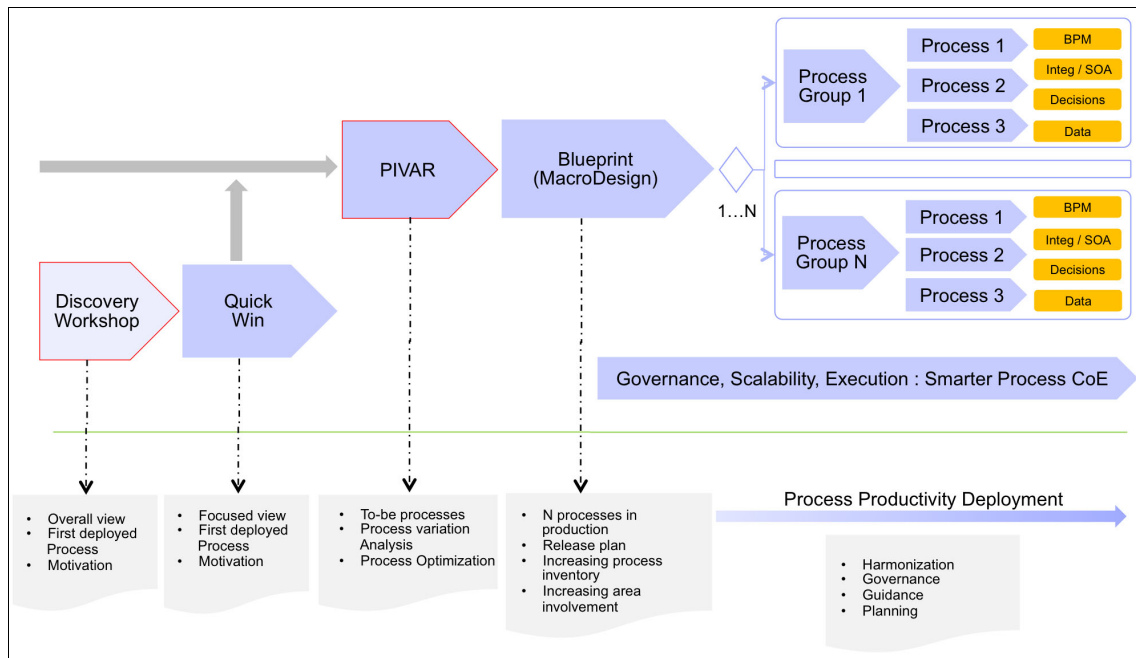 Process
Group 1
Process 1
Process 2
Process 3
BPM
Integ / SOA
Decisions
Data
PIVAR
Blueprint
(MacroDesign)
1...N
Process
Group N
Process 1
Process 2
Process 3
BPM
Integ / SOA
Decisions
Data
Discovery
Workshop
Quick
Win
Governance, Scalability, Execution : Smarter Process CoE
• Overall view
• First deployed
Process
• Motivation
• Focused view
• First deployed
Process
• Motivation
• To-be processes
• Process variation
Analysis
• Process Optimization
• N processes in
production
• Release plan
• Increasing process
inventory
• Increasing area
involvement
Process Productivity Deployment
• Harmonization
• Governance
• Guidance
• Planning